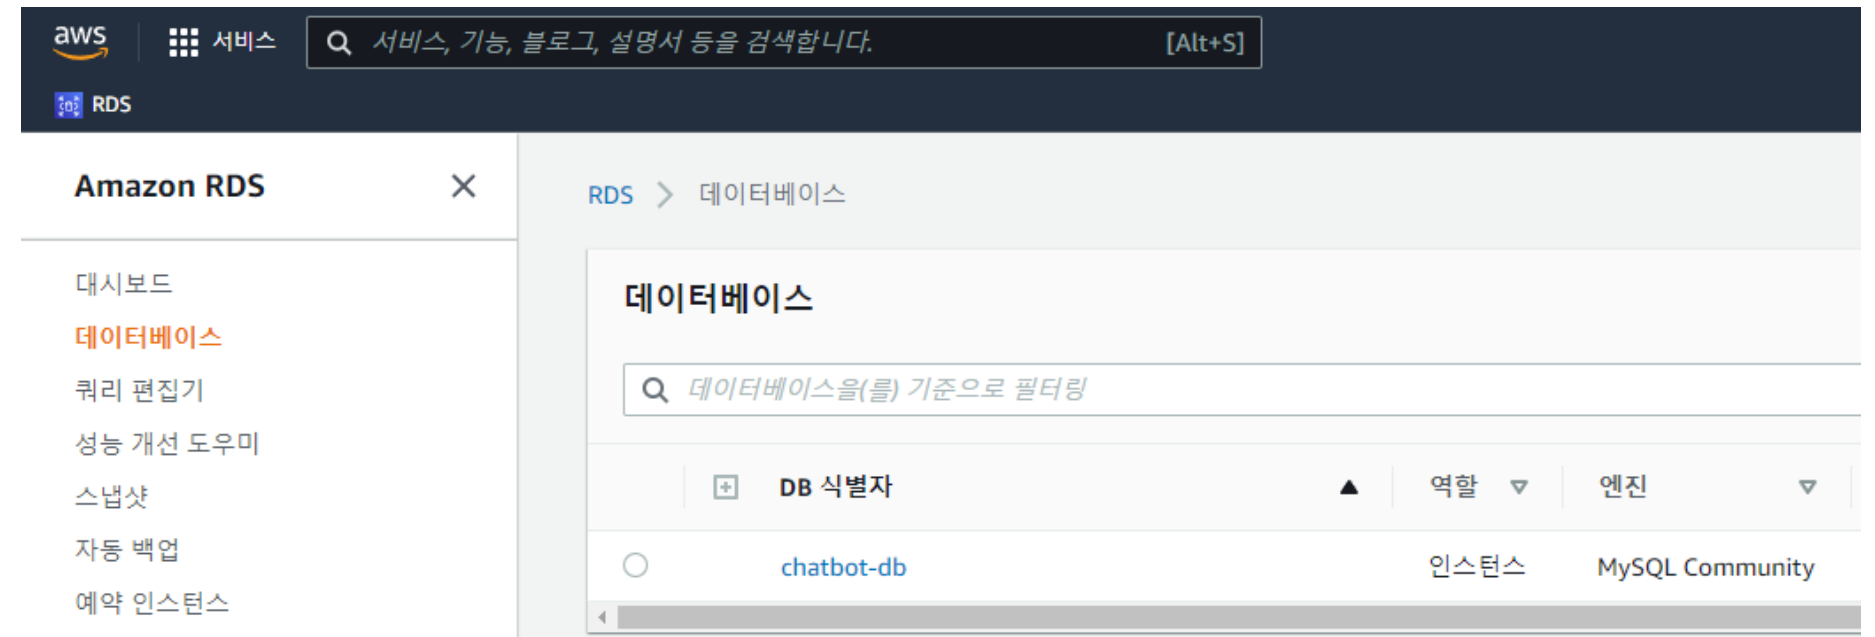 aws 서비스 서비스, 기능, 블로그, 설명서 등을 검색합니다. [Alt+S]
RDS
Amazon RDS
대시보드
데이터베이스
쿼리 편집기
성능 개선 도우미
스냅샷
자동 백업
예약 인스턴스
RDS > 데이터베이스
데이터베이스
데이터베이스을(를) 기준으로 필터링
DB 식별자 역할 엔진
chatbot-db 인스턴스 MySQL Community